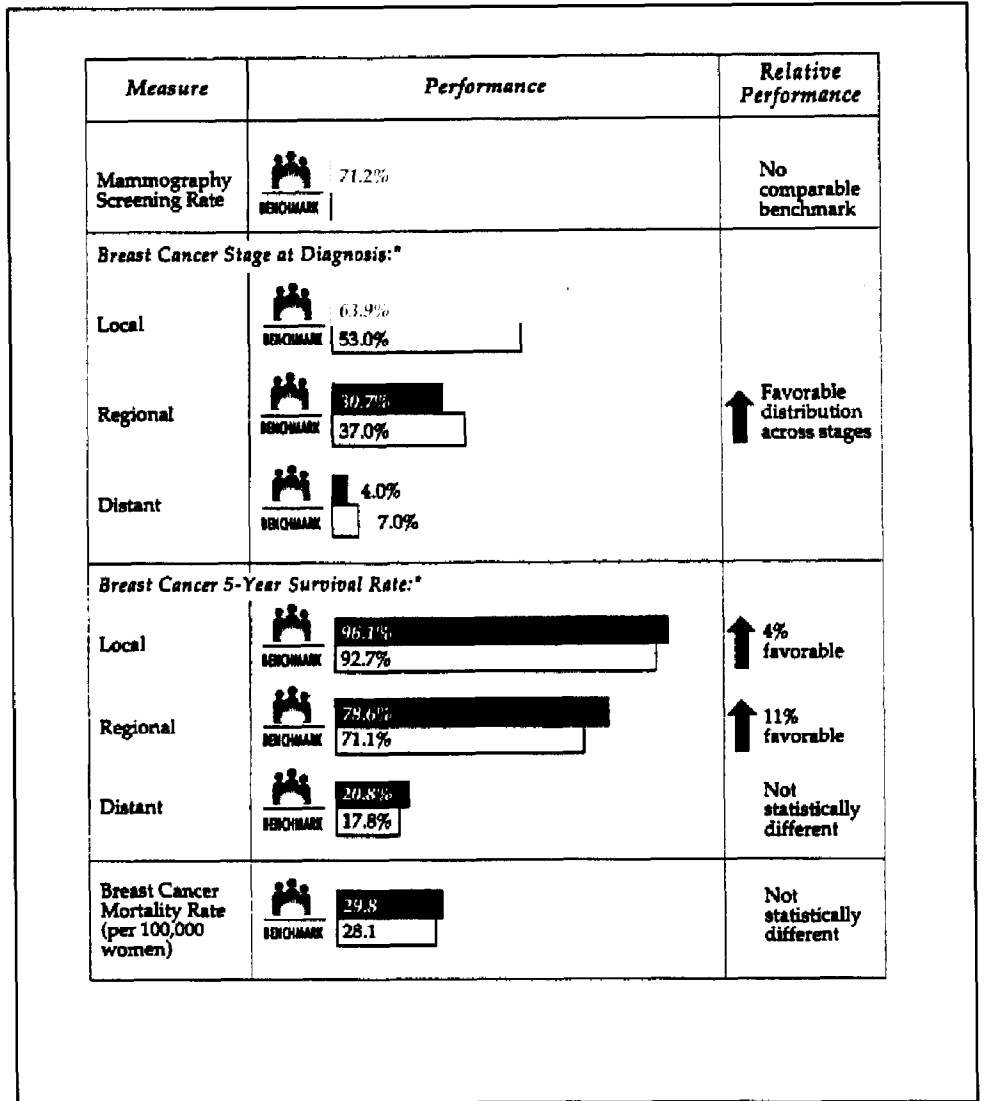 Measure
Performance
Relative
Performance
Mammography
Screening Rate
71.2%
BENCHMARK
No
comparable
benchmark
Breast Cancer Stage at Diagnosis:*
Local
63.9%
BENCHMARK
53.0%
Regional
30.7%
BENCHMARK
37.0%
Favorable
distribution
across stages
Distant
4.0%
BENCHMARK
7.0%
Breast Cancer 5-Year Survival Rate:*
Local
96.1%
BENCHMARK
92.7%
4%
favorable
Regional
78.6%
BENCHMARK
71.1%
11%
favorable
Distant
20.8%
BENCHMARK
17.8%
Not
statistically
different
Breast Cancer
Mortality Rate
(per 100,000
women)
29.8
BENCHMARK
28.1
Not
statistically
different